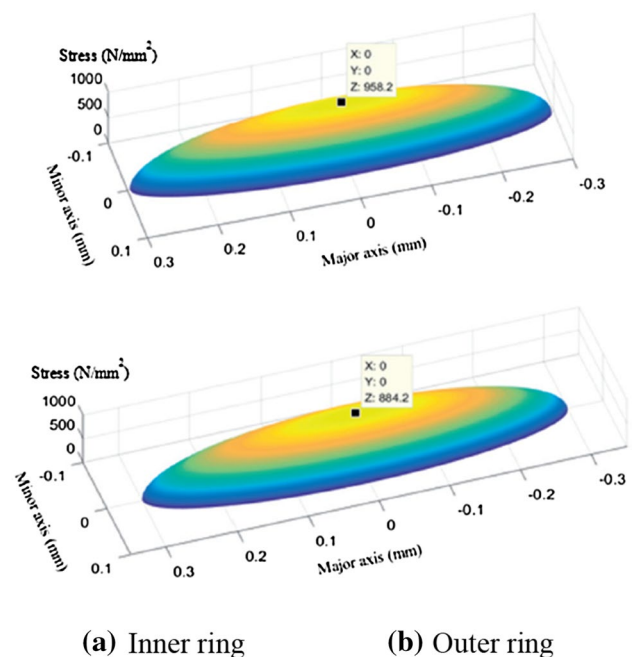 Stress (N/mm²)
1000
500
0
-0.1
0
0.1
Minor axis (mm)
X: 0
Y: 0
Z: 958.2
0.3
0.2
0.1
0
-0.1
-0.2
-0.3
Major axis (mm)
Stress (N/mm²)
1000
500
0
-0.1
0
0.1
Minor axis (mm)
X: 0
Y: 0
Z: 884.2
0.3
0.2
0.1
0
-0.1
-0.2
-0.3
Major axis (mm)
(a) Inner ring
(b) Outer ring